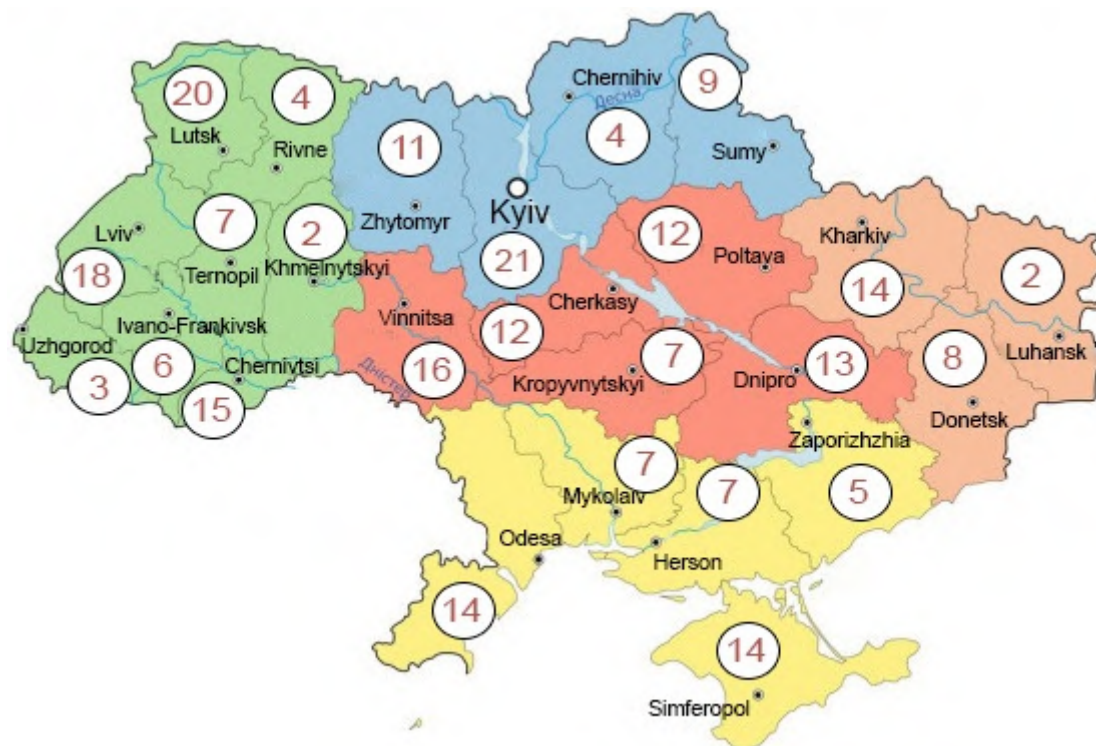 Chernihiv
9
20
4
Десна
4
Lutsk
11
Sumy
Rivne
Kyiv
Zhytomyr
7
12
Lviv
2
Kharkiv
Poltava
18
Ternopil
Khmelnytskyi
21
14
2
Cherkasy
Ivano-Frankivsk
Vinnitsa
12
Uzhgorod
6
Luhansk
3
Chernivtsi
16
Дністер
7
Kropyvnytskyi
Dnipro
13
8
15
Donetsk
Zaporizhzhia
7
7
5
Mykolaiv
Odesa
Herson
14
14
Simferopol